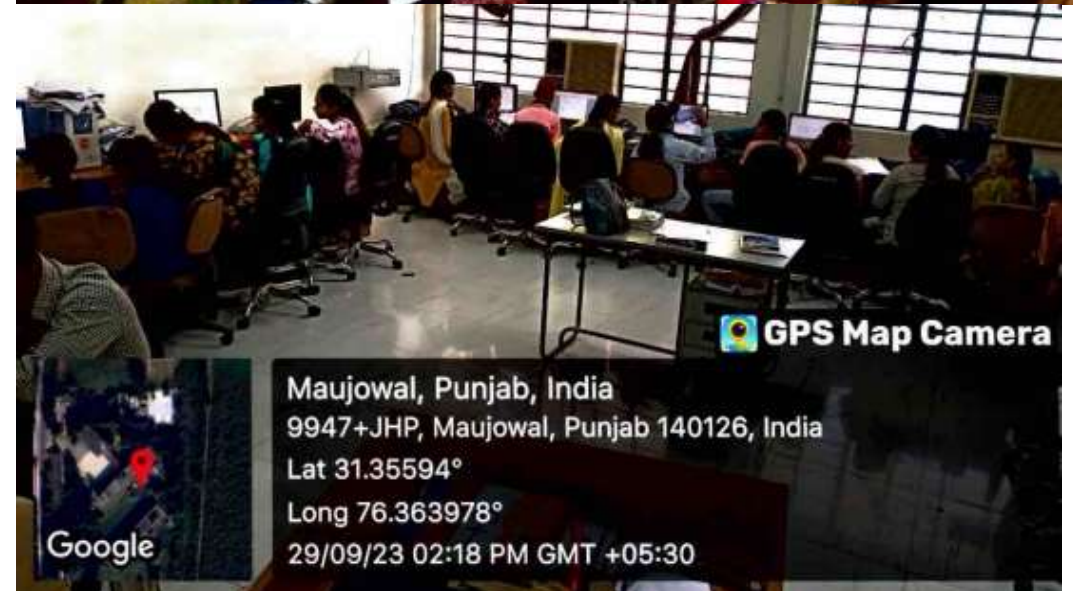 GPS Map Camera
Maujowal, Punjab, India
9947+JHP, Maujowal, Punjab 140126, India
Lat 31.35594°
Long 76.363978°
29/09/23 02:18 PM GMT +05:30
Google